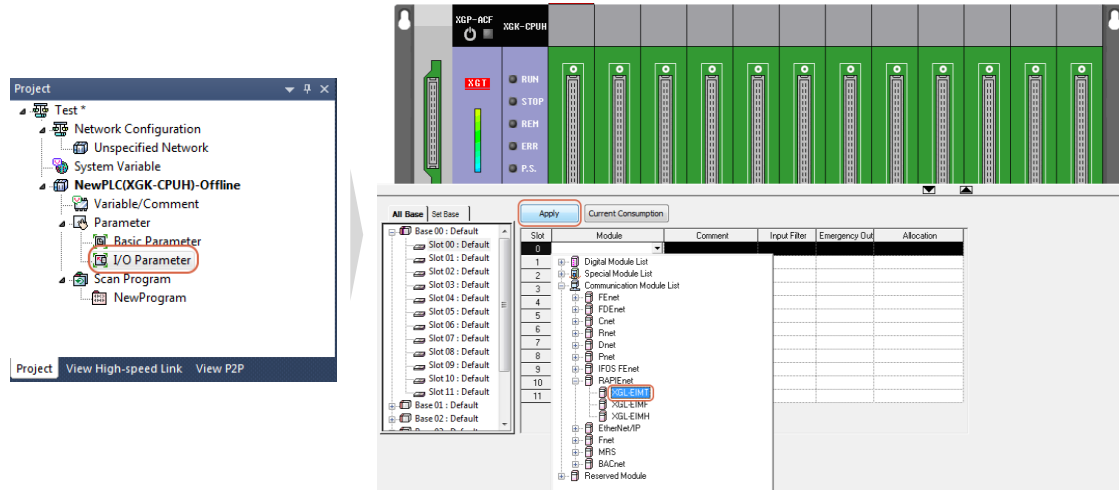 Project
Test *
Network Configuration
Unspecified Network
System Variable
NewPLC(XGK-CPUH)-Offline
Variable/Comment
Parameter
Basic Parameter
I/O Parameter
Scan Program
NewProgram
Project View High-speed Link View P2P
XGP-ACF XGK-CPUH
XGT
RUN
STOP
REM
ERR
P.S.
All Base Set Base
Base 00 : Default
Slot 00 : Default
Slot 01 : Default
Slot 02 : Default
Slot 03 : Default
Slot 04 : Default
Slot 05 : Default
Slot 06 : Default
Slot 07 : Default
Slot 08 : Default
Slot 09 : Default
Slot 10 : Default
Slot 11 : Default
Base 01 : Default
Base 02 : Default
Apply Current Consumption
Slot Module Comment Input Filter Emergency Out Allocation
0
1
2
3
4
5
6
7
8
9
10
11
Digital Module List
Special Module List
Communication Module List
FEnet
FDEnet
Cnet
Rnet
Dnet
Pnet
IFOS FEnet
RAPIEnet
XGL-EIMT
XGL-EIMF
XGL-EIMH
EtherNet/IP
Fnet
MRS
BACnet
Reserved Module